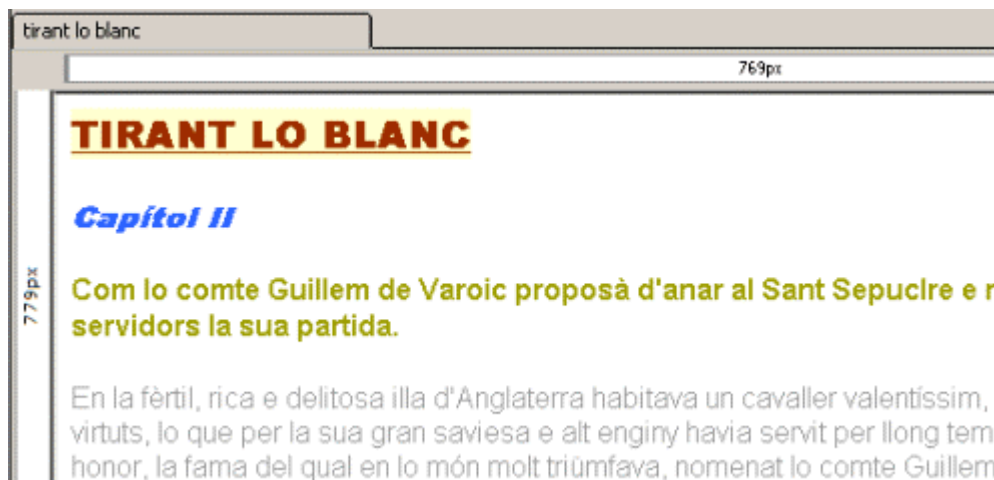 tirant lo blanc
769px
TIRANT LO BLANC
Capítol II
779px
Com lo comte Guillem de Varoic proposà d'anar al Sant Sepuclre e
servidors la sua partida.
En la fèrtil, rica e delitosa illa d'Anglaterra habitava un cavaller valentíssim,
virtuts, lo que per la sua gran saviesa e alt enginy havia servit per llong tem
honor, la fama del qual en lo món molt triümfava, nomenat lo comte Guillem